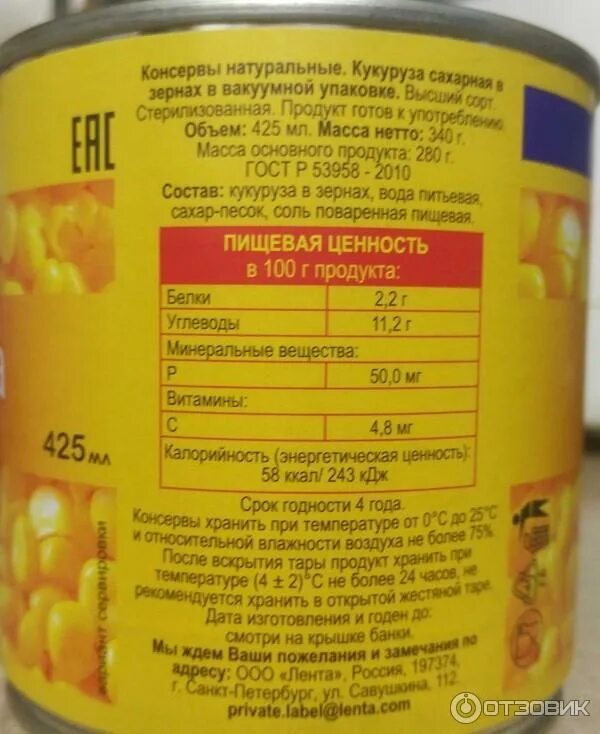 Консервы натуральные. Кукуруза сахарная в
зернах в вакуумной упаковке. Высший сорт.
Стерилизованная. Продукт готов к употреблению.
Объем: 425 мл. Масса нетто: 340 г.
Масса основного продукта: 280 г.
ГОСТ Р 53958 - 2010
Состав: кукуруза в зернах, вода питьевая,
сахар-песок, соль поваренная пищевая.
ЕАС
ПИЩЕВАЯ ЦЕННОСТЬ
в 100 г продукта:
Белки 2,2 г
Углеводы 11,2 г
Минеральные вещества:
Р 50,0 мг
Витамины:
С 4,8 мг
Калорийность (энергетическая ценность):
58 ккал/ 243 кДж
425 мл
Срок годности 4 года.
Консервы хранить при температуре от 0°С до 25°С
и относительной влажности воздуха не более 75%
После вскрытия тары продукт хранить при
температуре (4 ± 2)°С не более 24 часов, не
рекомендуется хранить в открытой жестяной таре.
Дата изготовления и годен до:
смотри на крышке банки.
Мы ждем Ваши пожелания и замечания по
адресу: ООО «Лента», Россия, 197374,
г. Санкт-Петербург, ул. Савушкина, 112.
private.label@lenta.com
вариант сервировки
а
ОТЗОВИК